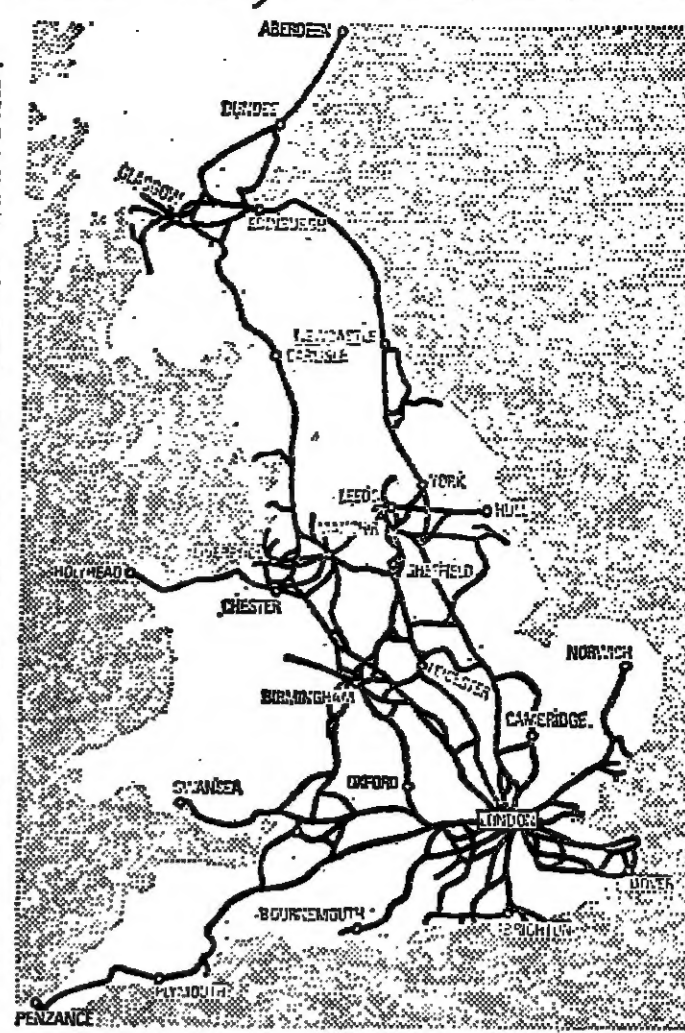 ABERDEEN
DUNDEE
GLASGOW
EDINBURGH
NEWCASTLE
CARLISLE
YORK
LEEDS
HULL
HOLYHEAD
SHEFFIELD
CHESTER
NORWICH
LEICESTER
BIRMINGHAM
CAMBRIDGE
SWANSEA
OXFORD
LONDON
DOVER
BOURNEMOUTH
BRIGHTON
PLYMOUTH
PENZANCE